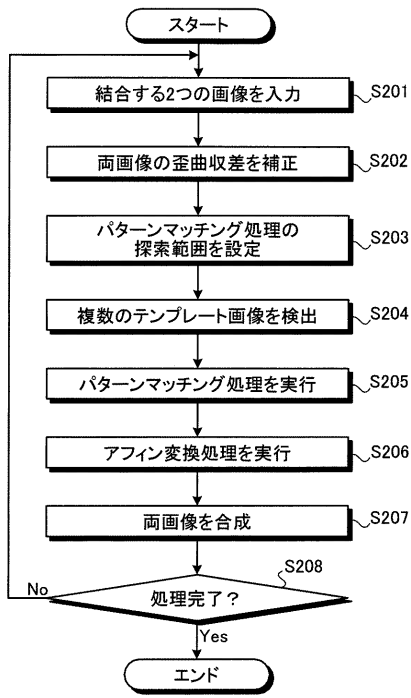 スタート
結合する2つの画像を入力
S201
両画像の歪曲収差を補正
S202
パターンマッチング処理の
探索範囲を設定
S203
複数のテンプレート画像を検出
S204
パターンマッチング処理を実行
S205
アフィン変換処理を実行
S206
両画像を合成
S207
S208
No
処理完了？
Yes
エンド